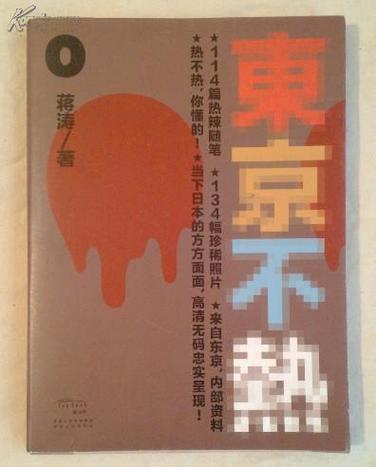 東京不熱
★114篇热辣随笔 ★134幅珍稀照片 ★来自东京,内部资料
★热不热,你懂的!★当下日本的方方面面,高清无码忠实呈现!
0
蒋涛/著